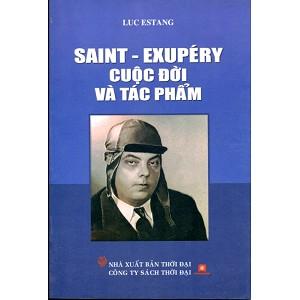 LUC ESTANG
SAINT - EXUPÉRY
CUỘC ĐỜI
VÀ TÁC PHẨM
NHÀ XUẤT BẢN THỜI ĐẠI
CÔNG TY SÁCH THỜI ĐẠI